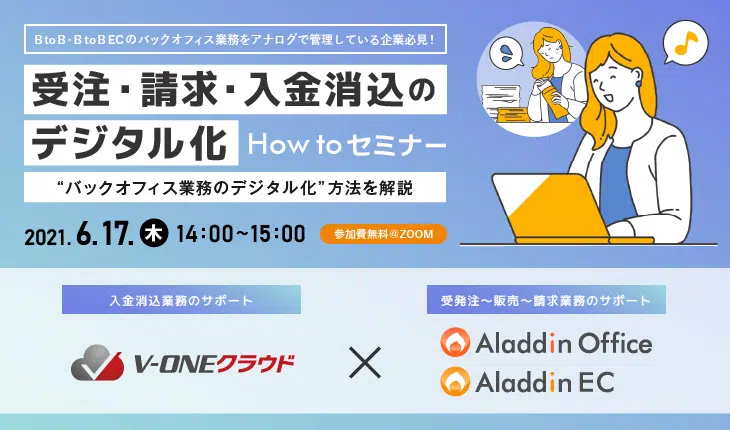 BtoB・BtoBECのバックオフィス業務をアナログで管理している企業必見！
受注・請求・入金消込の
デジタル化 How to セミナー
“バックオフィス業務のデジタル化”方法を解説
2021. 6.17. 木 14:00~15:00 参加費無料@ZOOM
入金消込業務のサポート
受発注～販売～請求業務のサポート
V-ONEクラウド
×
Aladdin Office
Aladdin EC